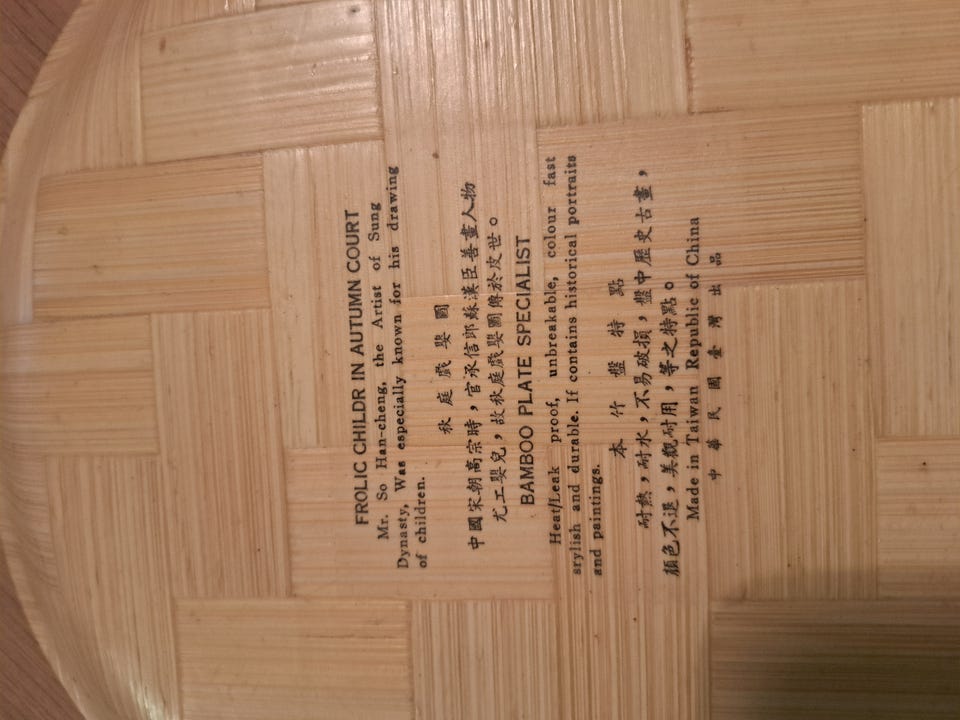 FROLIC CHILDR IN AUTUMN COURT
Mr. So Han-cheng, the Artist of Sung
Dynasty, Was especially known for his drawing
of children.
秋庭戲嬰圖
中國宋朝高宗時，官承信郎蘇漢臣善畫人物
尤工嬰兒，故秋庭戲嬰圖傳於後世。
BAMBOO PLATE SPECIALIST
Heat/Leak proof, unbreakable, colour fast
srylish and durable. If contains historical portraits
and paintings.
本竹盤特點
耐熱，耐水，不易破損，盤中歷史古畫，
顏色不退，美觀耐用，等之特點。
Made in Taiwan Republic of China
中華民國臺灣出品